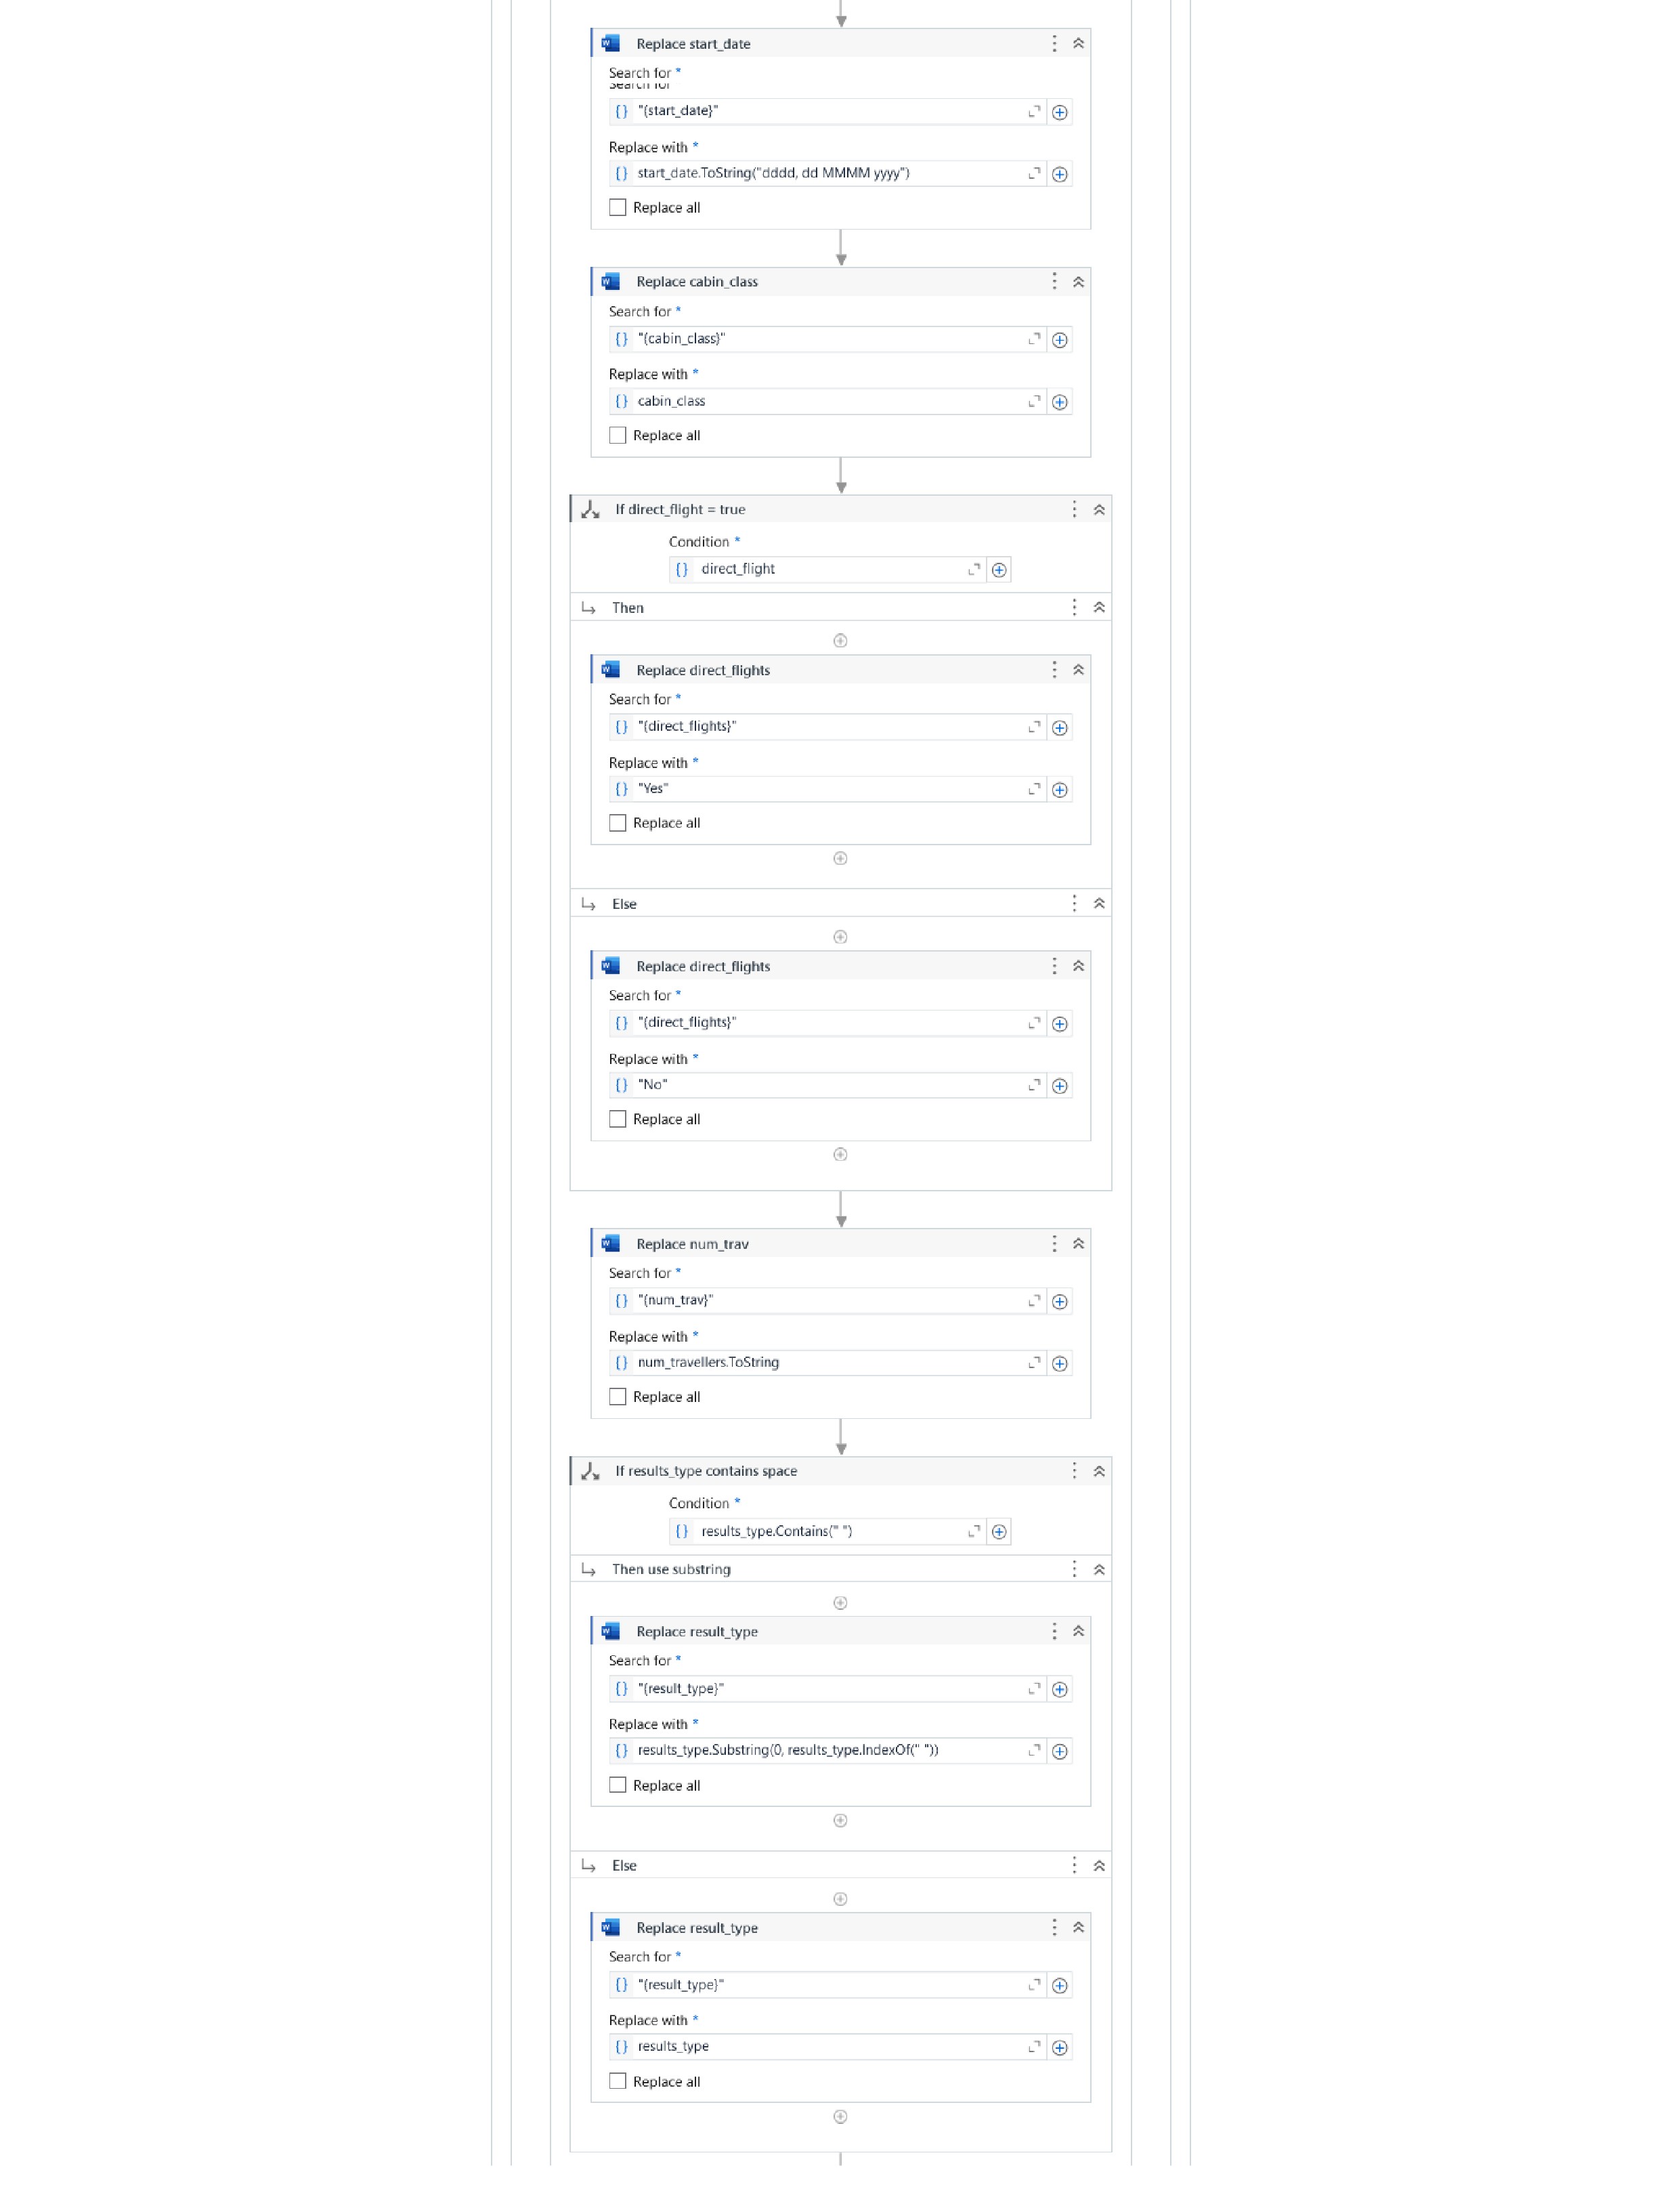 Replace start_date
Search for *
Search for
{} "{start_date}"
Replace with *
{} start_date.ToString("dddd, dd MMMM yyyy")
Replace all
Replace cabin_class
Search for *
{} "{cabin_class}"
Replace with *
{} cabin_class
Replace all
If direct_flight = true
Condition *
{} direct_flight
Then
Replace direct_flights
Search for *
{} "{direct_flights}"
Replace with *
{} "Yes"
Replace all
Else
Replace direct_flights
Search for *
{} "{direct_flights}"
Replace with *
{} "No"
Replace all
Replace num_trav
Search for *
{} "{num_trav}"
Replace with *
{} num_travellers.ToString
Replace all
If results_type contains space
Condition *
{} results_type.Contains(" ")
Then use substring
Replace result_type
Search for *
{} "{result_type}"
Replace with *
{} results_type.Substring(0, results_type.IndexOf(" "))
Replace all
Else
Replace result_type
Search for *
{} "{result_type}"
Replace with *
{} results_type
Replace all